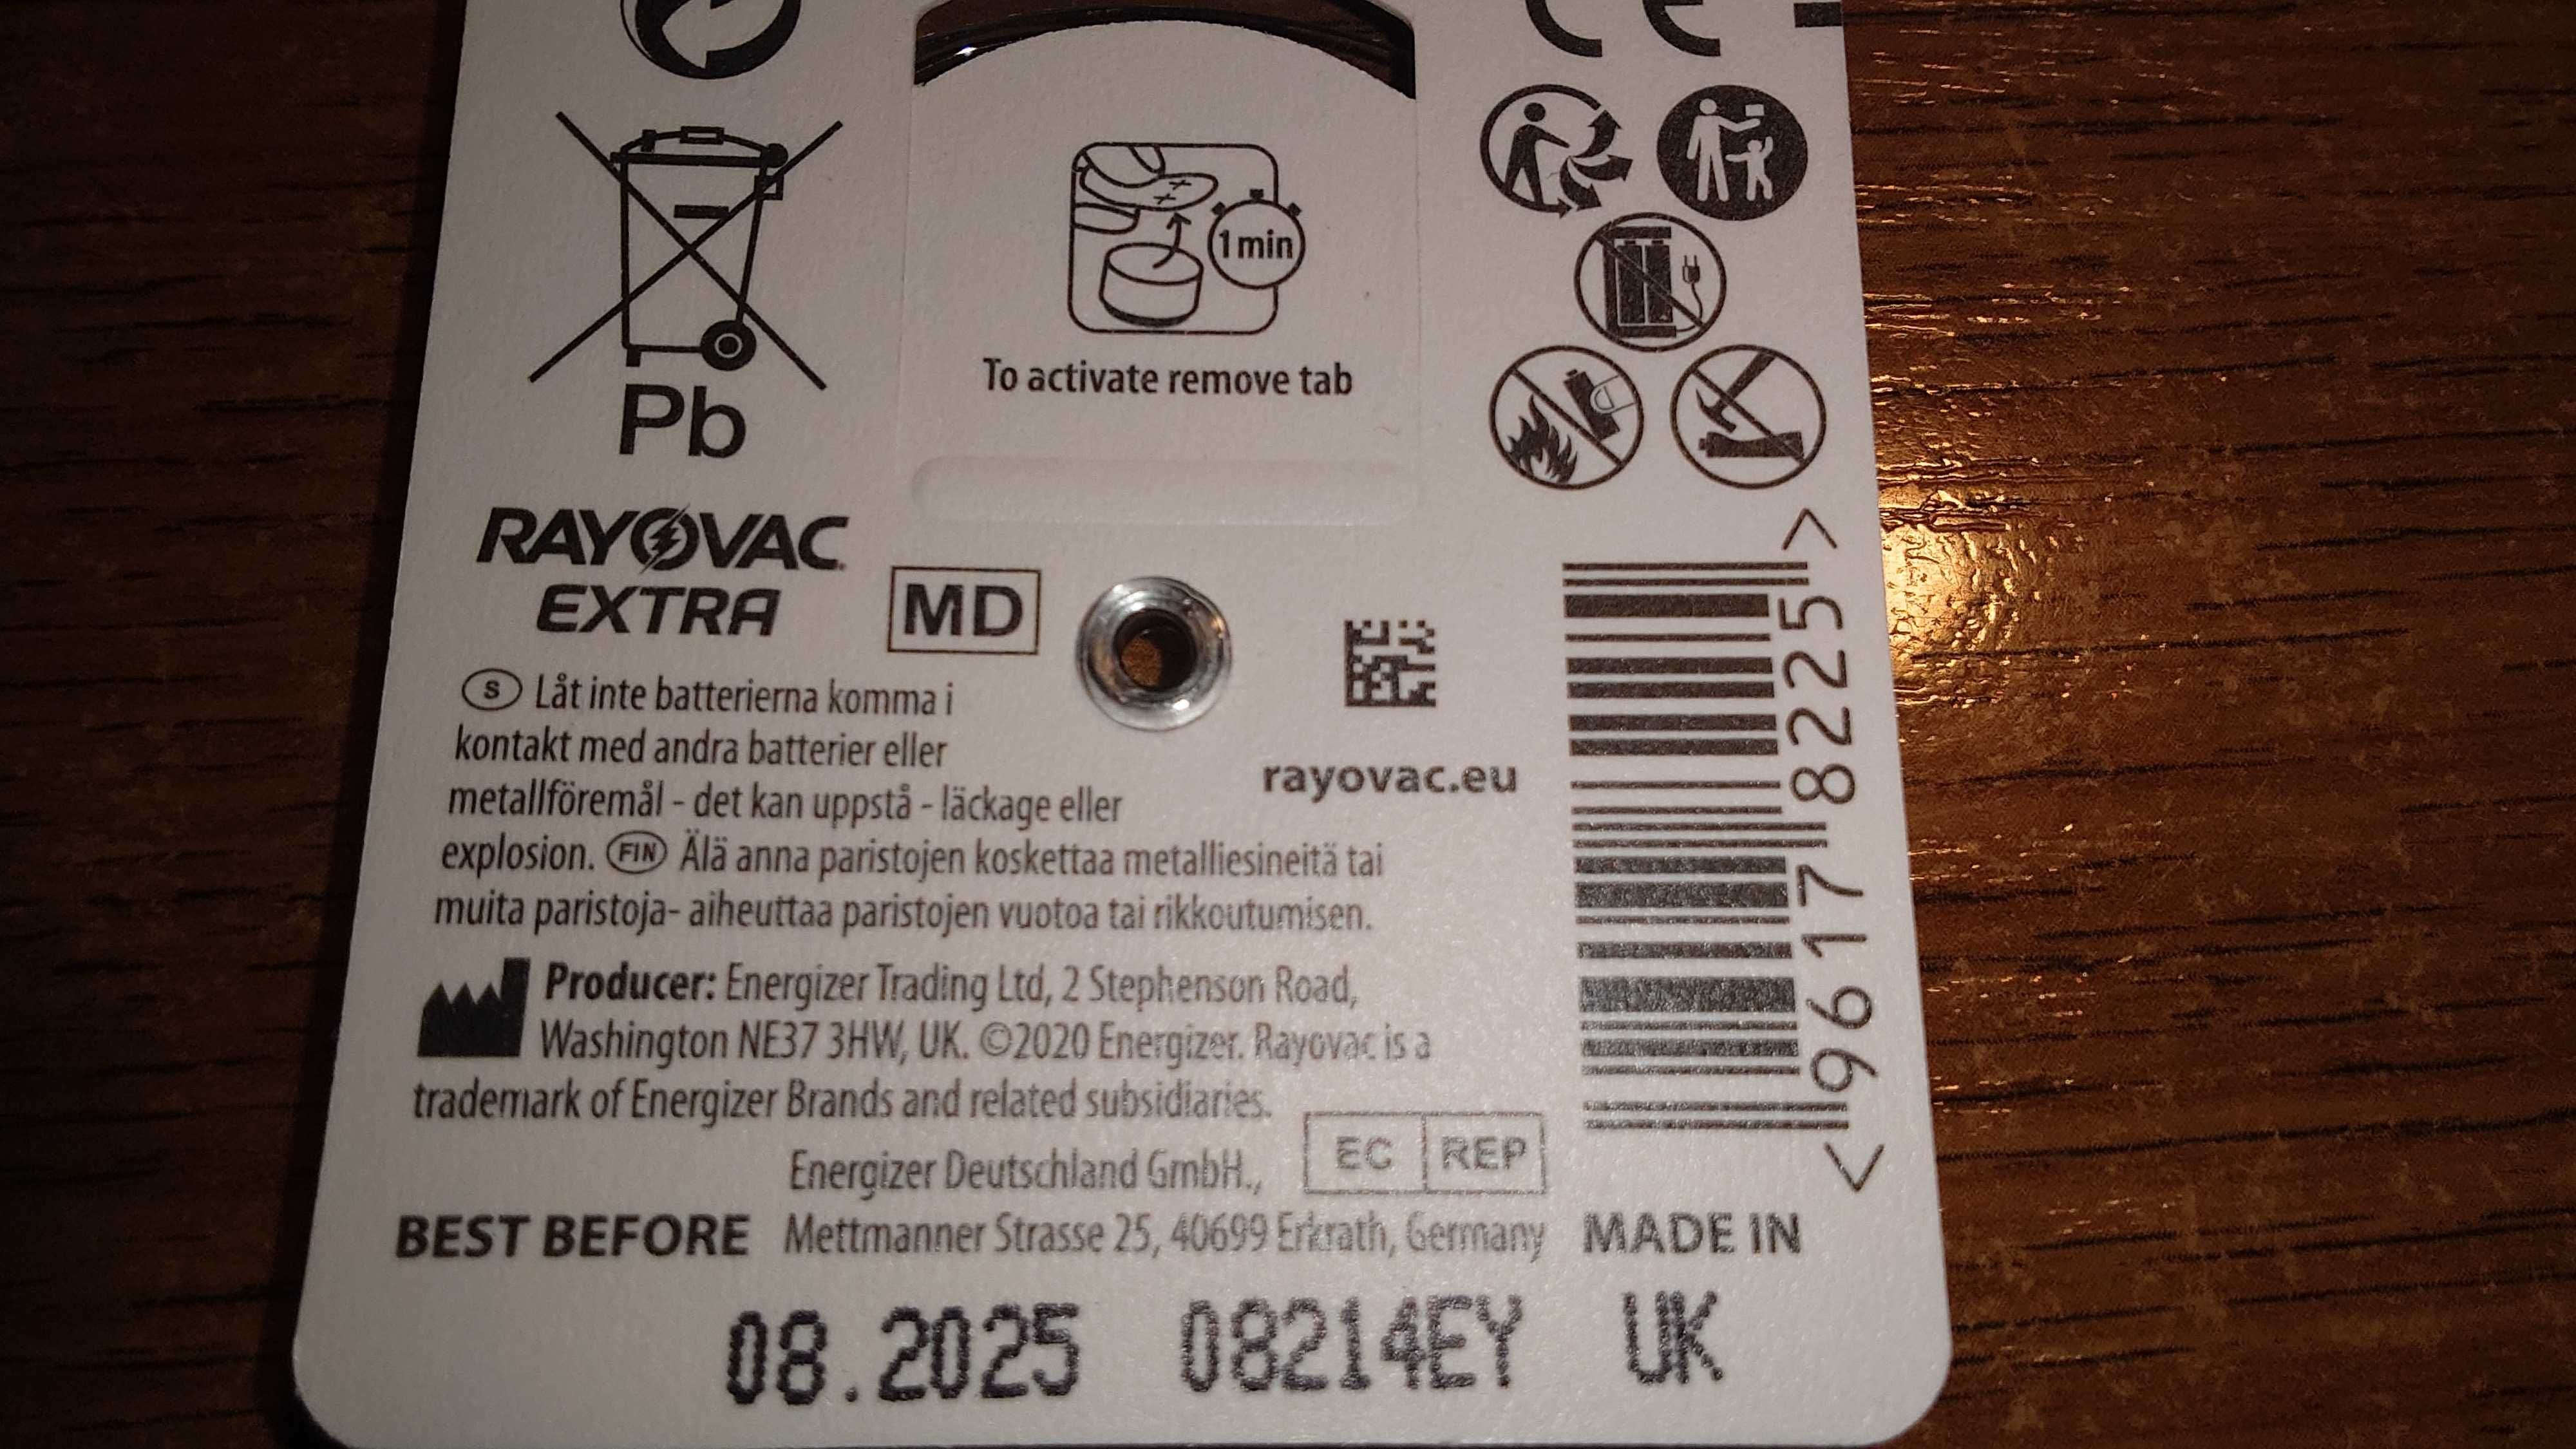 1 min
To activate remove tab
Pb
RAYOVAC
EXTRA
MD
S Låt inte batterierna komma i
kontakt med andra batterier eller
metallföremål - det kan uppstå - läckage eller
explosion. FIN Älä anna paristojen koskettaa metalliesineitä tai
muita paristoja- aiheuttaa paristojen vuotoa tai rikkoutumisen.
rayovac.eu
Producer: Energizer Trading Ltd, 2 Stephenson Road,
Washington NE37 3HW, UK. ©2020 Energizer. Rayovac is a
trademark of Energizer Brands and related subsidiaries.
Energizer Deutschland GmbH.,
EC REP
Mettmanner Strasse 25, 40699 Erkrath, Germany
BEST BEFORE
MADE IN
08.2025 08214EY UK
< 9617 8225 >